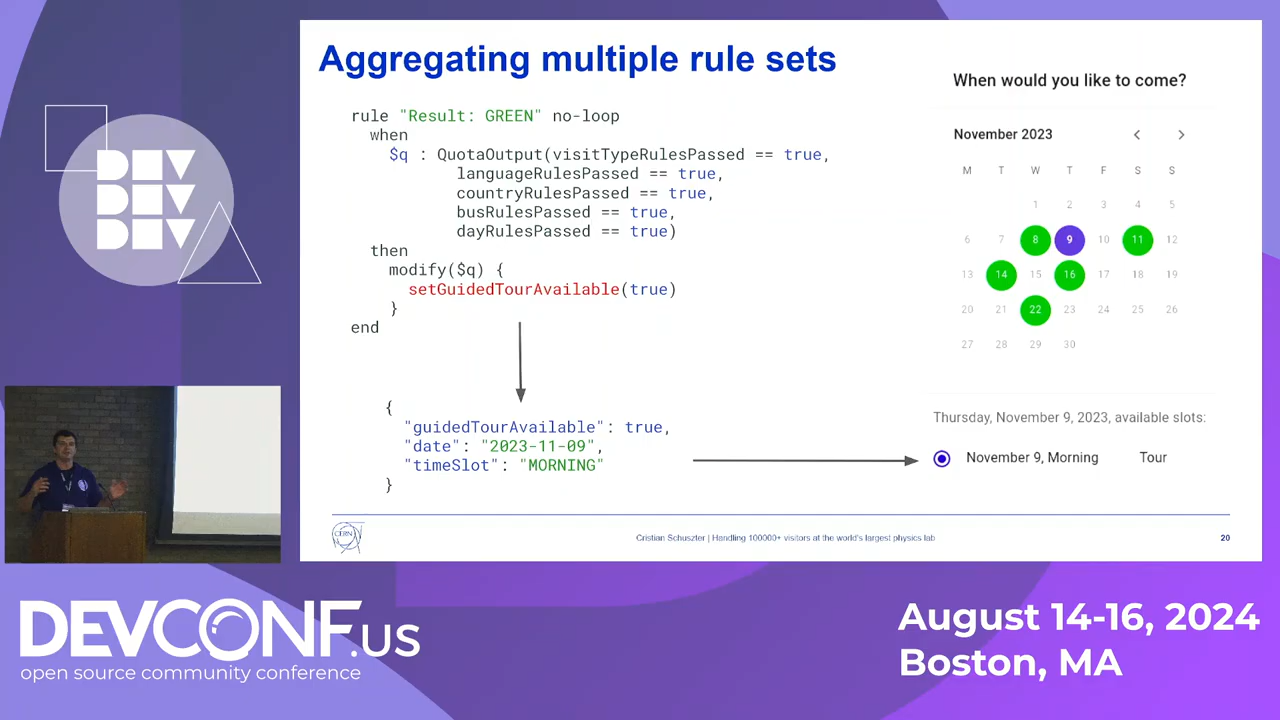 Aggregating multiple rule sets
rule "Result: GREEN" no-loop
when
$q : QuotaOutput(visitTypeRulesPassed == true,
languageRulesPassed == true,
countryRulesPassed == true,
busRulesPassed == true,
dayRulesPassed == true)
then
modify($q) {
setGuidedTourAvailable(true)
}
end
{
"guidedTourAvailable": true,
"date": "2023-11-09",
"timeSlot": "MORNING"
}
When would you like to come?
November 2023 < >
M T W T F S S
1 2 3 4 5
6 7 8 9 10 11 12
13 14 15 16 17 18 19
20 21 22 23 24 25 26
27 28 29 30
Thursday, November 9, 2023, available slots:
November 9, Morning Tour
CERN
Cristian Schuszter | Handling 100000+ visitors at the world's largest physics lab
20
DEV
DEV
DEV
DEVCONF.US
open source community conference
August 14-16, 2024
Boston, MA